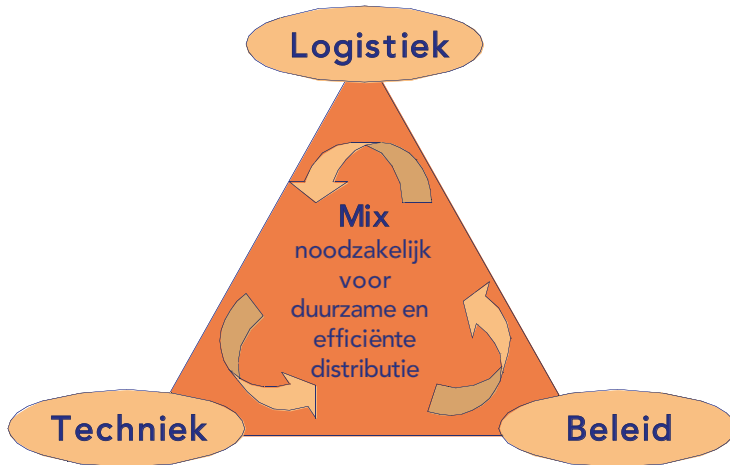 Logistiek
Mix
noodzakelijk
voor
duurzame en
efficiënte
distributie
Techniek
Beleid